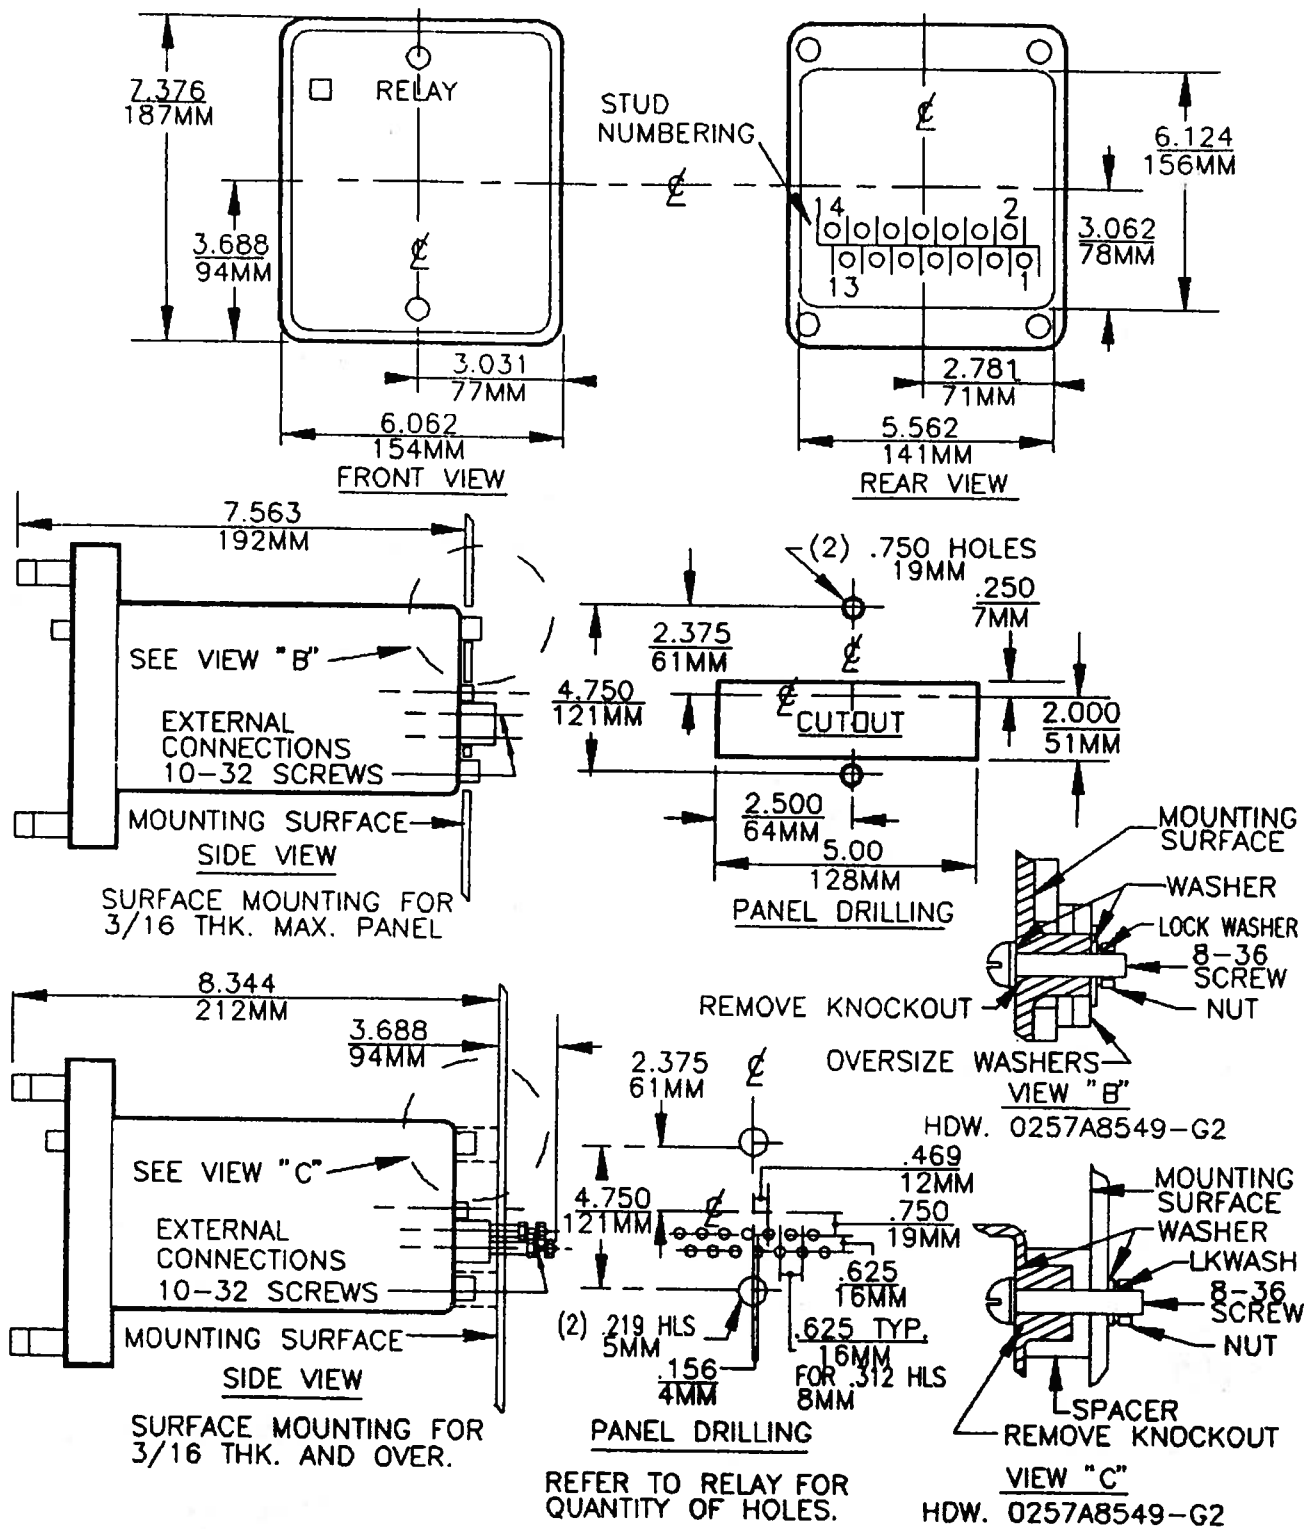 7.376
187MM
RELAY
3.688
94MM
℄
3.031
77MM
6.062
154MM
FRONT VIEW
℄
STUD
NUMBERING
℄
14
2
13
1
6.124
156MM
3.062
78MM
2.781
71MM
5.562
141MM
REAR VIEW
7.563
192MM
SEE VIEW "B"
EXTERNAL
CONNECTIONS
10-32 SCREWS
MOUNTING SURFACE
SIDE VIEW
SURFACE MOUNTING FOR
3/16 THK. MAX. PANEL
(2) .750 HOLES
19MM
.250
7MM
2.375
61MM
℄
4.750
121MM
℄
CUTOUT
2.000
51MM
2.500
64MM
5.00
128MM
PANEL DRILLING
MOUNTING
SURFACE
WASHER
LOCK WASHER
8-36
SCREW
REMOVE KNOCKOUT
NUT
OVERSIZE WASHERS
VIEW "B"
HDW. 0257A8549-G2
8.344
212MM
3.688
94MM
SEE VIEW "C"
EXTERNAL
CONNECTIONS
10-32 SCREWS
MOUNTING SURFACE
SIDE VIEW
SURFACE MOUNTING FOR
3/16 THK. AND OVER.
2.375
61MM
℄
.469
12MM
4.750
121MM
℄
.750
19MM
.625
16MM
(2) .219 HLS
5MM
.625 TYP.
16MM
FOR .312 HLS
8MM
.156
4MM
PANEL DRILLING
REFER TO RELAY FOR
QUANTITY OF HOLES.
MOUNTING
SURFACE
WASHER
LKWASH
8-36
SCREW
NUT
SPACER
REMOVE KNOCKOUT
VIEW "C"
HDW. 0257A8549-G2